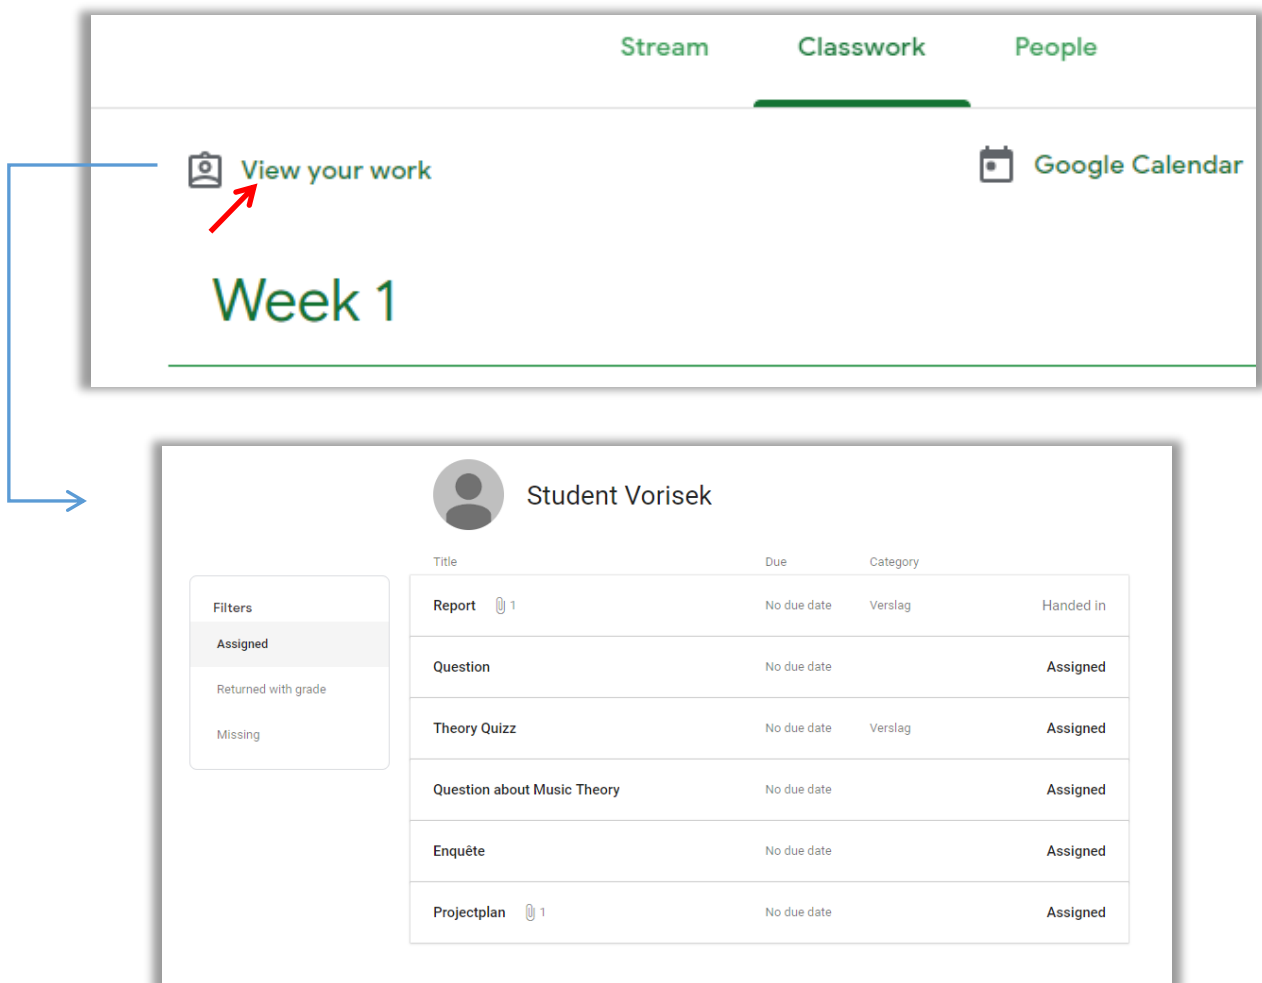 Stream Classwork People
View your work Google Calendar
Week 1
Student Vorisek
Title Due Category
Filters
Assigned
Returned with grade
Missing
Report 1 No due date Verslag Handed in
Question No due date Assigned
Theory Quizz No due date Verslag Assigned
Question about Music Theory No due date Assigned
Enquête No due date Assigned
Projectplan 1 No due date Assigned